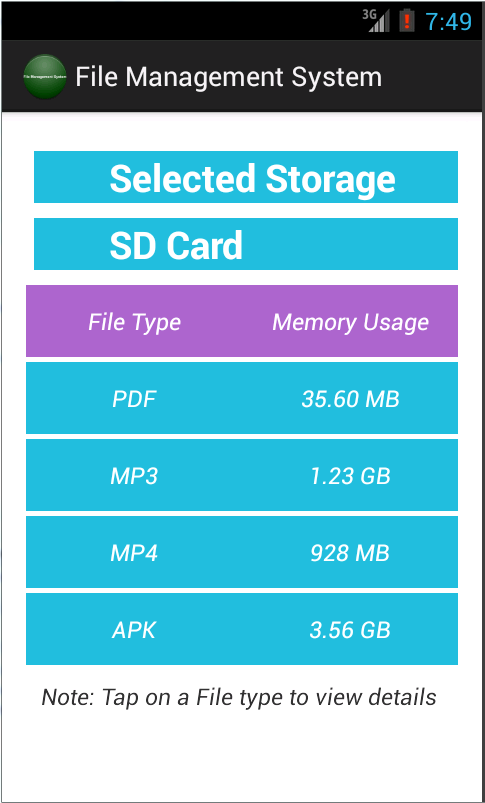 3G 7:49
File Management System File Management System
Selected Storage
SD Card
File Type Memory Usage
PDF 35.60 MB
MP3 1.23 GB
MP4 928 MB
APK 3.56 GB
Note: Tap on a File type to view details